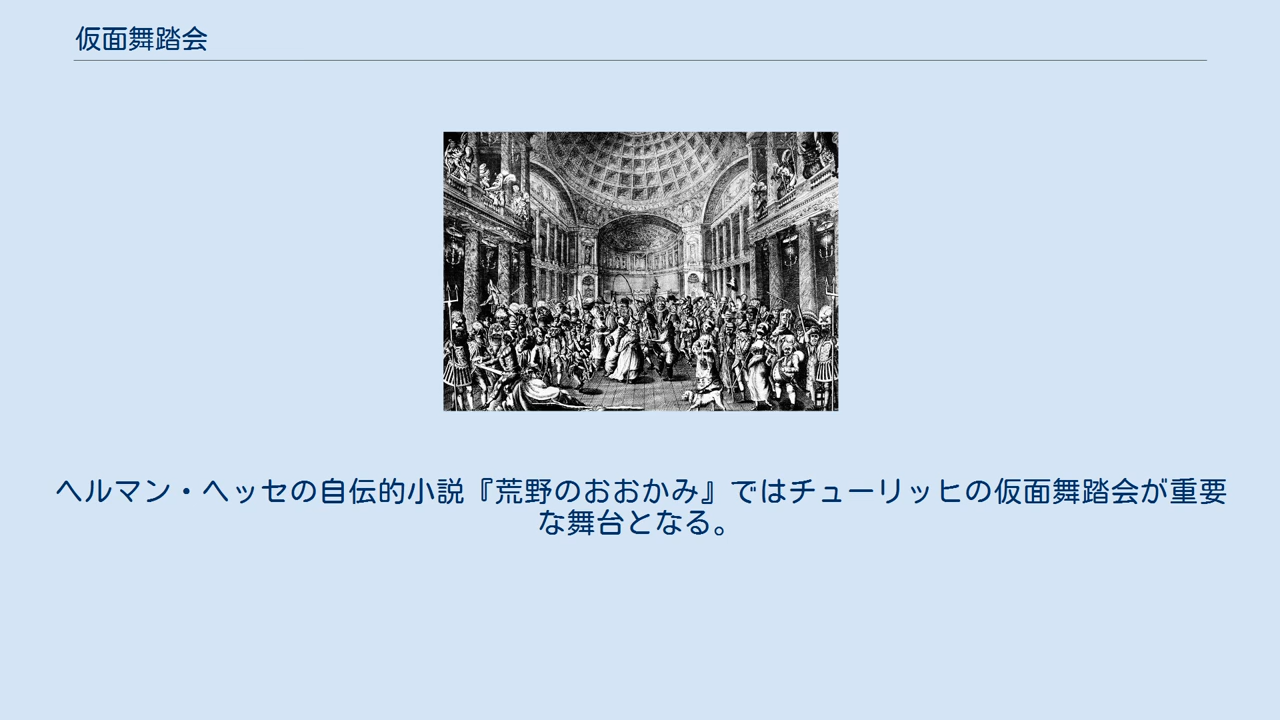 仮面舞踏会
ヘルマン・ヘッセの自伝的小説『荒野のおおかみ』ではチューリッヒの仮面舞踏会が重要
な舞台となる。